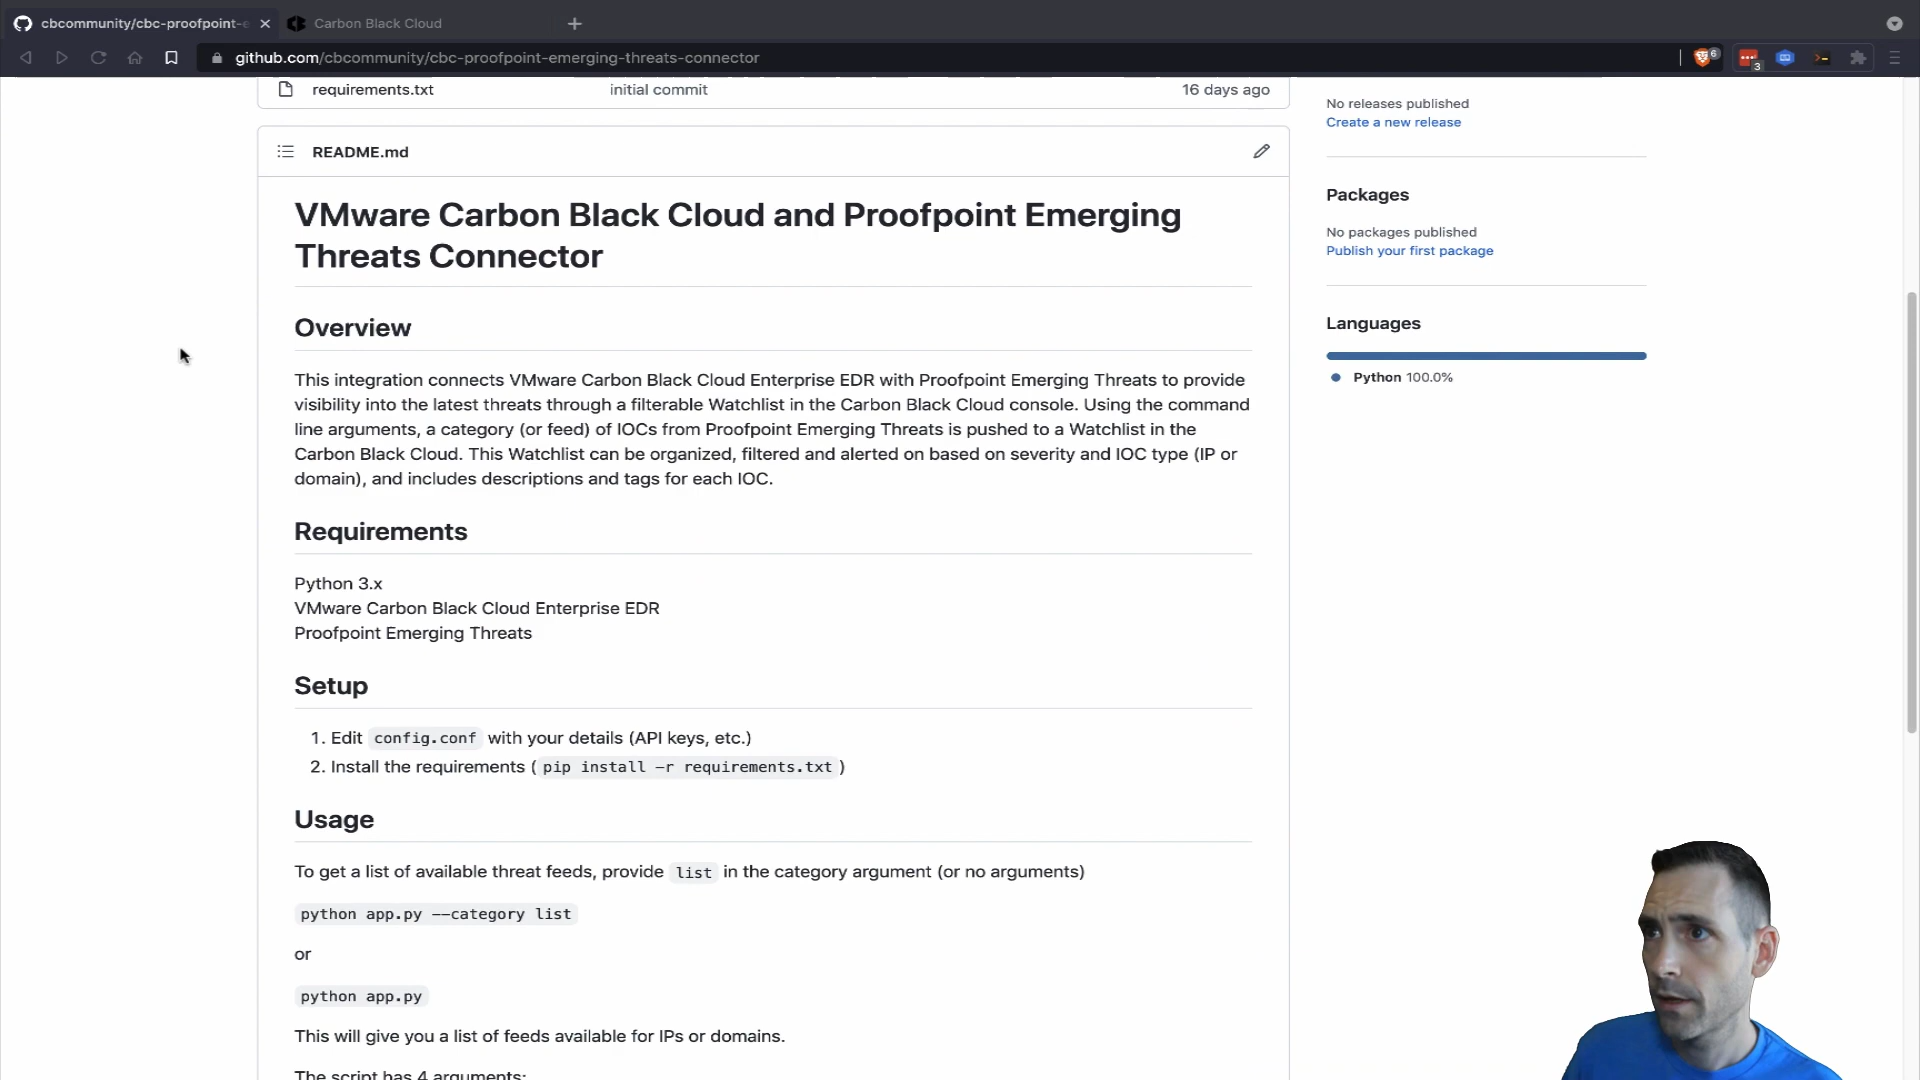 cbcommunity/cbc-proofpoint-e
Carbon Black Cloud
github.com/cbcommunity/cbc-proofpoint-emerging-threats-connector
6
3
requirements.txt
initial commit
16 days ago
No releases published
Create a new release
README.md
Packages
No packages published
Publish your first package
VMware Carbon Black Cloud and Proofpoint Emerging
Threats Connector
Languages
Python 100.0%
Overview
This integration connects VMware Carbon Black Cloud Enterprise EDR with Proofpoint Emerging Threats to provide
visibility into the latest threats through a filterable Watchlist in the Carbon Black Cloud console. Using the command
line arguments, a category (or feed) of IOCs from Proofpoint Emerging Threats is pushed to a Watchlist in the
Carbon Black Cloud. This Watchlist can be organized, filtered and alerted on based on severity and IOC type (IP or
domain), and includes descriptions and tags for each IOC.
Requirements
Python 3.x
VMware Carbon Black Cloud Enterprise EDR
Proofpoint Emerging Threats
Setup
1. Edit config.conf with your details (API keys, etc.)
2. Install the requirements ( pip install -r requirements.txt )
Usage
To get a list of available threat feeds, provide list in the category argument (or no arguments)
python app.py --category list
or
python app.py
This will give you a list of feeds available for IPs or domains.
The script has 4 arguments: